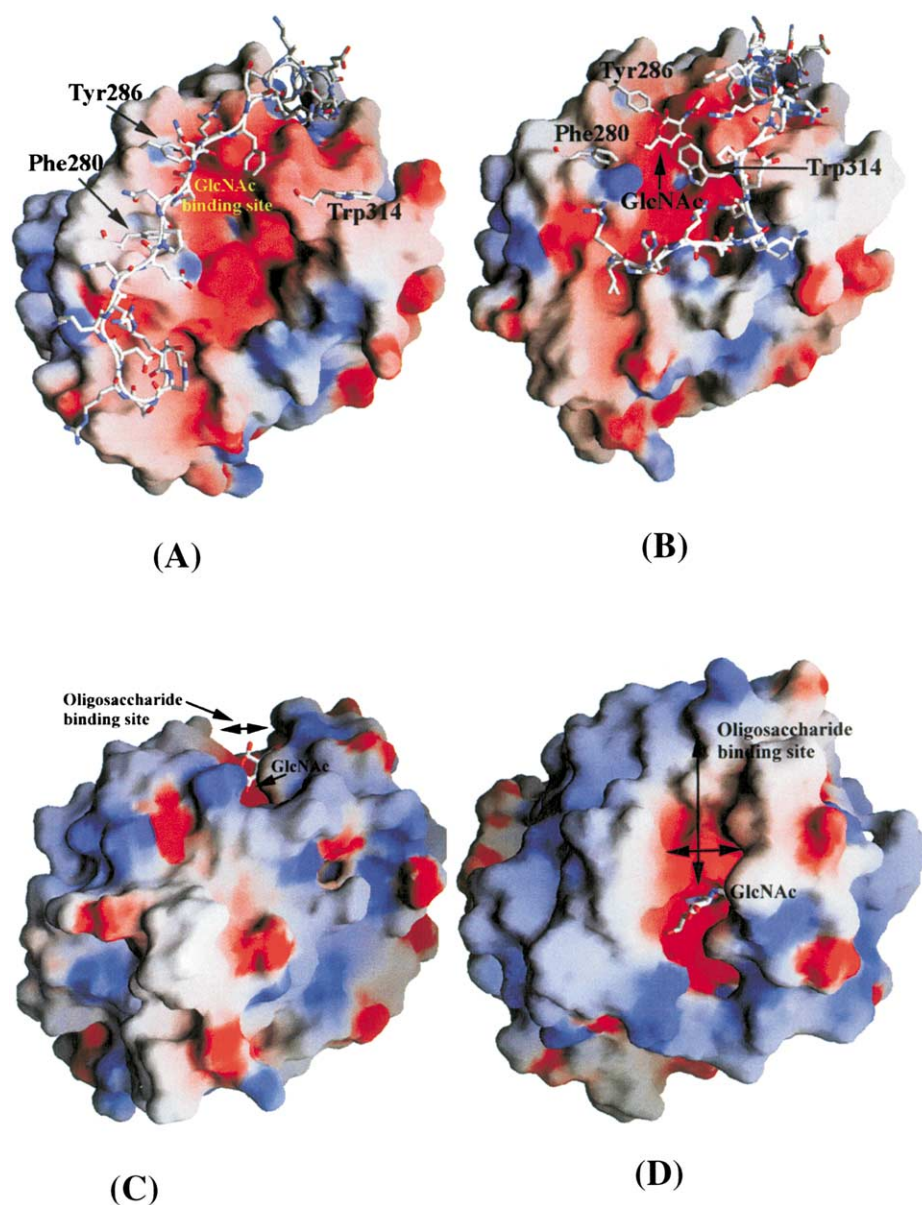 Tyr286
Phe280
GlcNAc
binding site
Trp314
(A)
Tyr286
Phe280
GlcNAc
Trp314
(B)
Oligosaccharide
binding site
GlcNAc
(C)
Oligosaccharide
binding site
GlcNAc
(D)